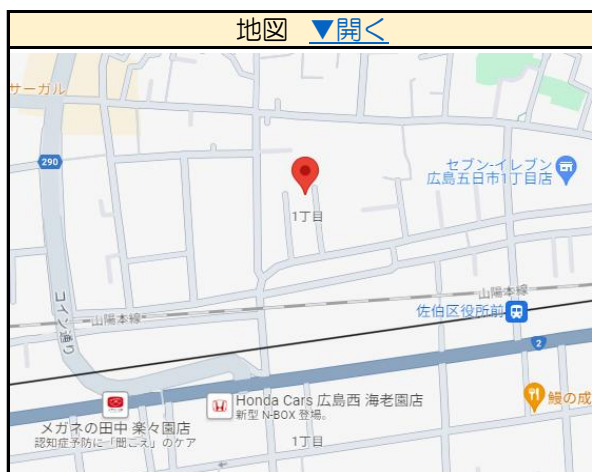 地図 ▼開く
サーガル
290
セブン-イレブン
広島五日市1丁目店
1丁目
コイン通り
山陽本線
山陽本線
佐伯区役所前
2
メガネの田中 楽々園店
認知症予防に「聞こえ」のケア
Honda Cars 広島西 海老園店
新型 N-BOX 登場。
1丁目
鰻の成